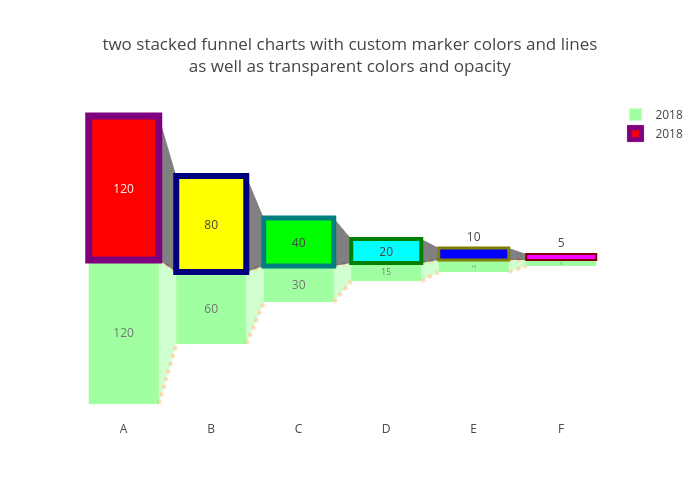 two stacked funnel charts with custom marker colors and lines
as well as transparent colors and opacity
2018
2018
120
80
40
20
10
5
120
60
30
15
A
B
C
D
E
F